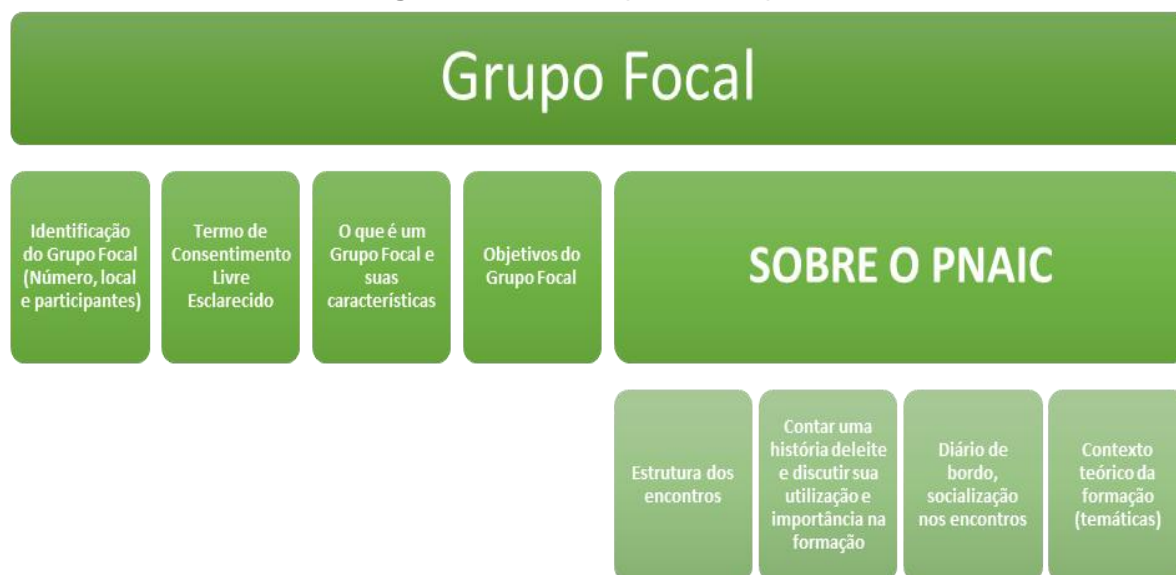 Grupo Focal
Identificação
do Grupo Focal
(Número, local
e participantes)
Termo de
Consentimento
Livre
Esclarecido
O que é um
Grupo Focal e
suas
características
Objetivos do
Grupo Focal
SOBRE O PNAIC
Estrutura dos
encontros
Contar uma
história deleite
e discutir sua
utilização e
importância na
formação
Diário de
bordo,
socialização
nos encontros
Contexto
teórico da
formação
(temáticas)